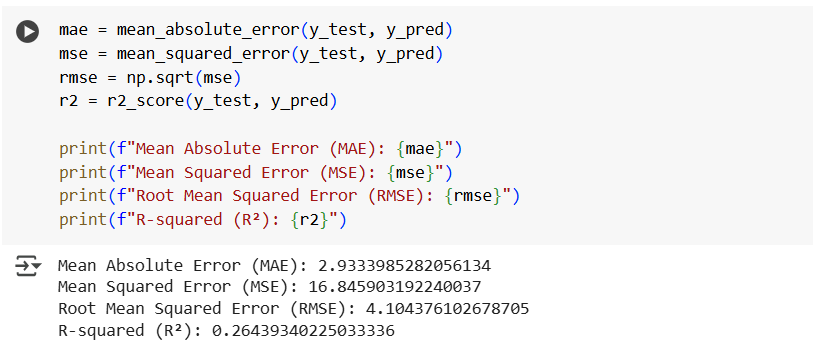 mae = mean_absolute_error(y_test, y_pred)
mse = mean_squared_error(y_test, y_pred)
rmse = np.sqrt(mse)
r2 = r2_score(y_test, y_pred)
print(f"Mean Absolute Error (MAE): {mae}")
print(f"Mean Squared Error (MSE): {mse}")
print(f"Root Mean Squared Error (RMSE): {rmse}")
print(f"R-squared (R²): {r2}")
Mean Absolute Error (MAE): 2.9333985282056134
Mean Squared Error (MSE): 16.845903192240037
Root Mean Squared Error (RMSE): 4.104376102678705
R-squared (R²): 0.26439340225033336